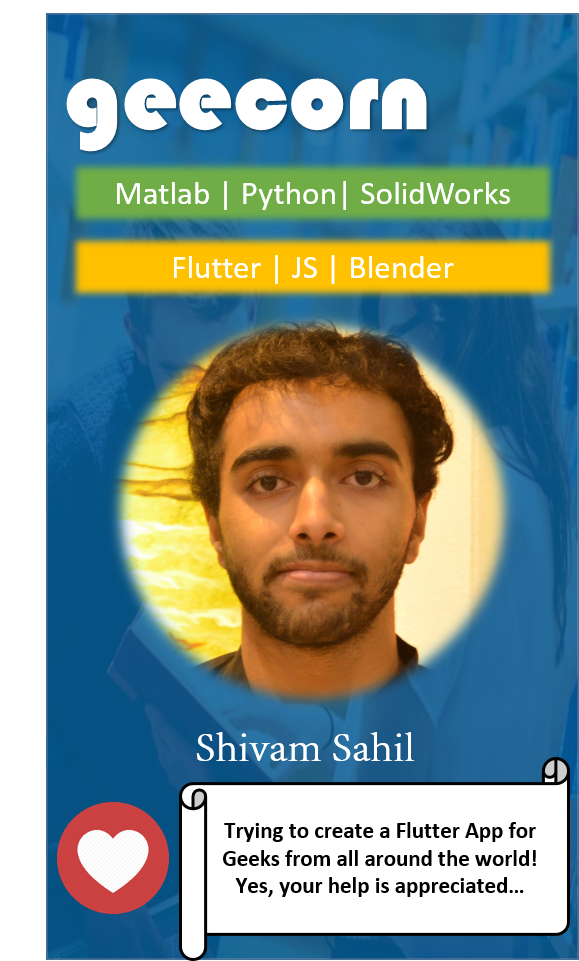 geecorn
Matlab | Python| SolidWorks
Flutter | JS | Blender
Shivam Sahil
Trying to create a Flutter App for
Geeks from all around the world!
Yes, your help is appreciated…